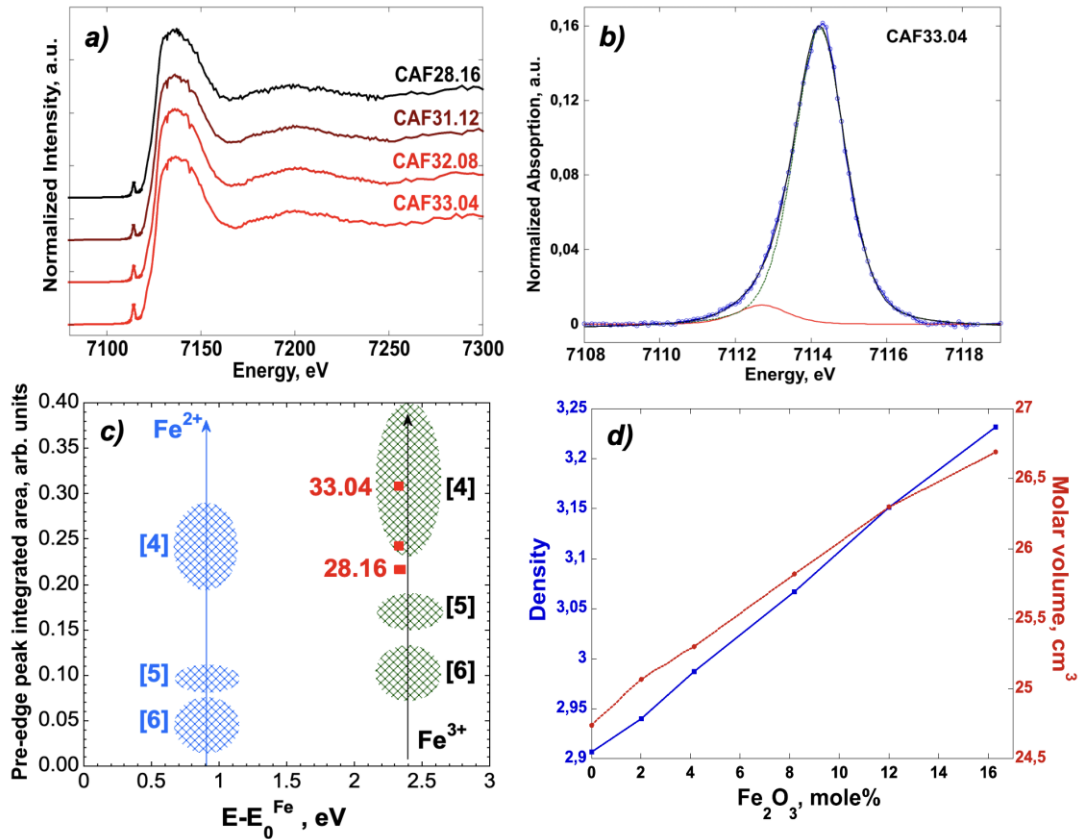 a)
CAF28.16
CAF31.12
CAF32.08
CAF33.04
Normalized Intensity, a.u.
7100 7150 7200 7250 7300
Energy, eV
b)
CAF33.04
Normalized Absoprtion, a.u.
0,16
0,12
0,08
0,04
0
7108 7110 7112 7114 7116 7118
Energy, eV
c)
Pre-edge peak integrated area, arb. units
0.40
0.35
0.30
0.25
0.20
0.15
0.10
0.05
0.00
Fe2+
[4]
[5]
[6]
33.04
28.16
[4]
[5]
[6]
Fe3+
0 0.5 1 1.5 2 2.5 3
E-E0Fe , eV
d)
Density
3,25
3,2
3,15
3,1
3,05
3
2,95
2,9
27
26,5
26
25,5
25
24,5
Molar volume, cm3
0 2 4 6 8 10 12 14 16
Fe2O3, mole%